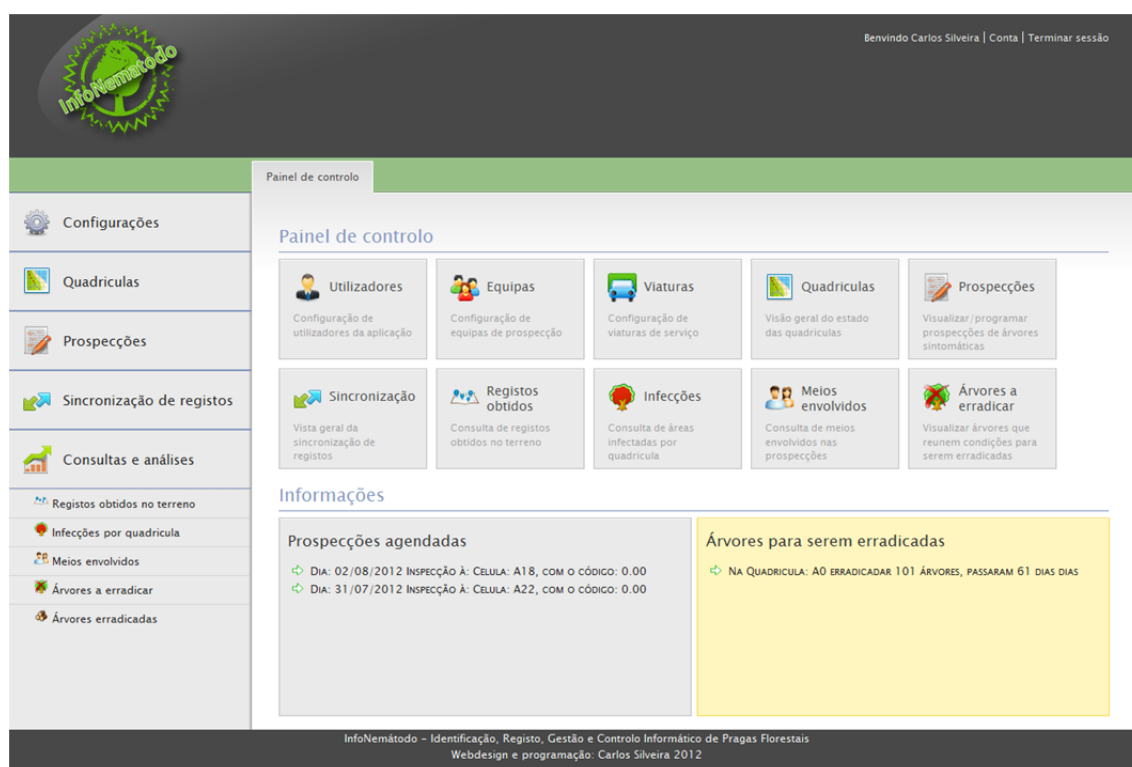 InfoNematodo
Benvindo Carlos Silveira | Conta | Terminar sessão
Painel de controlo
Configurações
Quadriculas
Prospecções
Sincronização de registos
Consultas e análises
Registos obtidos no terreno
Infecções por quadricula
Meios envolvidos
Árvores a erradicar
Árvores erradicadas
Painel de controlo
Utilizadores
Configuração de
utilizadores da aplicação
Equipas
Configuração de
equipas de prospecção
Viaturas
Configuração de
viaturas de serviço
Quadriculas
Visão geral do estado
das quadriculas
Prospecções
Visualizar/programar
prospecções de árvores
sintomáticas
Sincronização
Vista geral da
sincronização de
registos
Registos
obtidos
Consulta de registos
obtidos no terreno
Infecções
Consulta de áreas
infectadas por
quadricula
Meios
envolvidos
Consulta de meios
envolvidos nas
prospecções
Árvores a
erradicar
Visualizar árvores que
reunem condições para
serem erradicadas
Informações
Prospecções agendadas
Dia: 02/08/2012 Inspecção à: Celula: A18, com o código: 0.00
Dia: 31/07/2012 Inspecção à: Celula: A22, com o código: 0.00
Árvores para serem erradicadas
Na Quadricula: A0 erradicadar 101 árvores, passaram 61 dias dias
InfoNemátodo - Identificação, Registo, Gestão e Controlo Informático de Pragas Florestais
Webdesign e programação: Carlos Silveira 2012